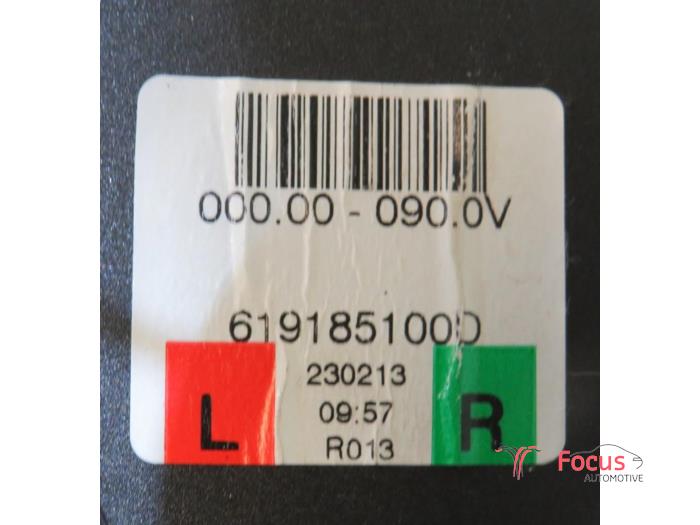 000.00 - 090.0V
619185100D
230213
09:57
R013
L
R
Focus
AUTOMOTIVE